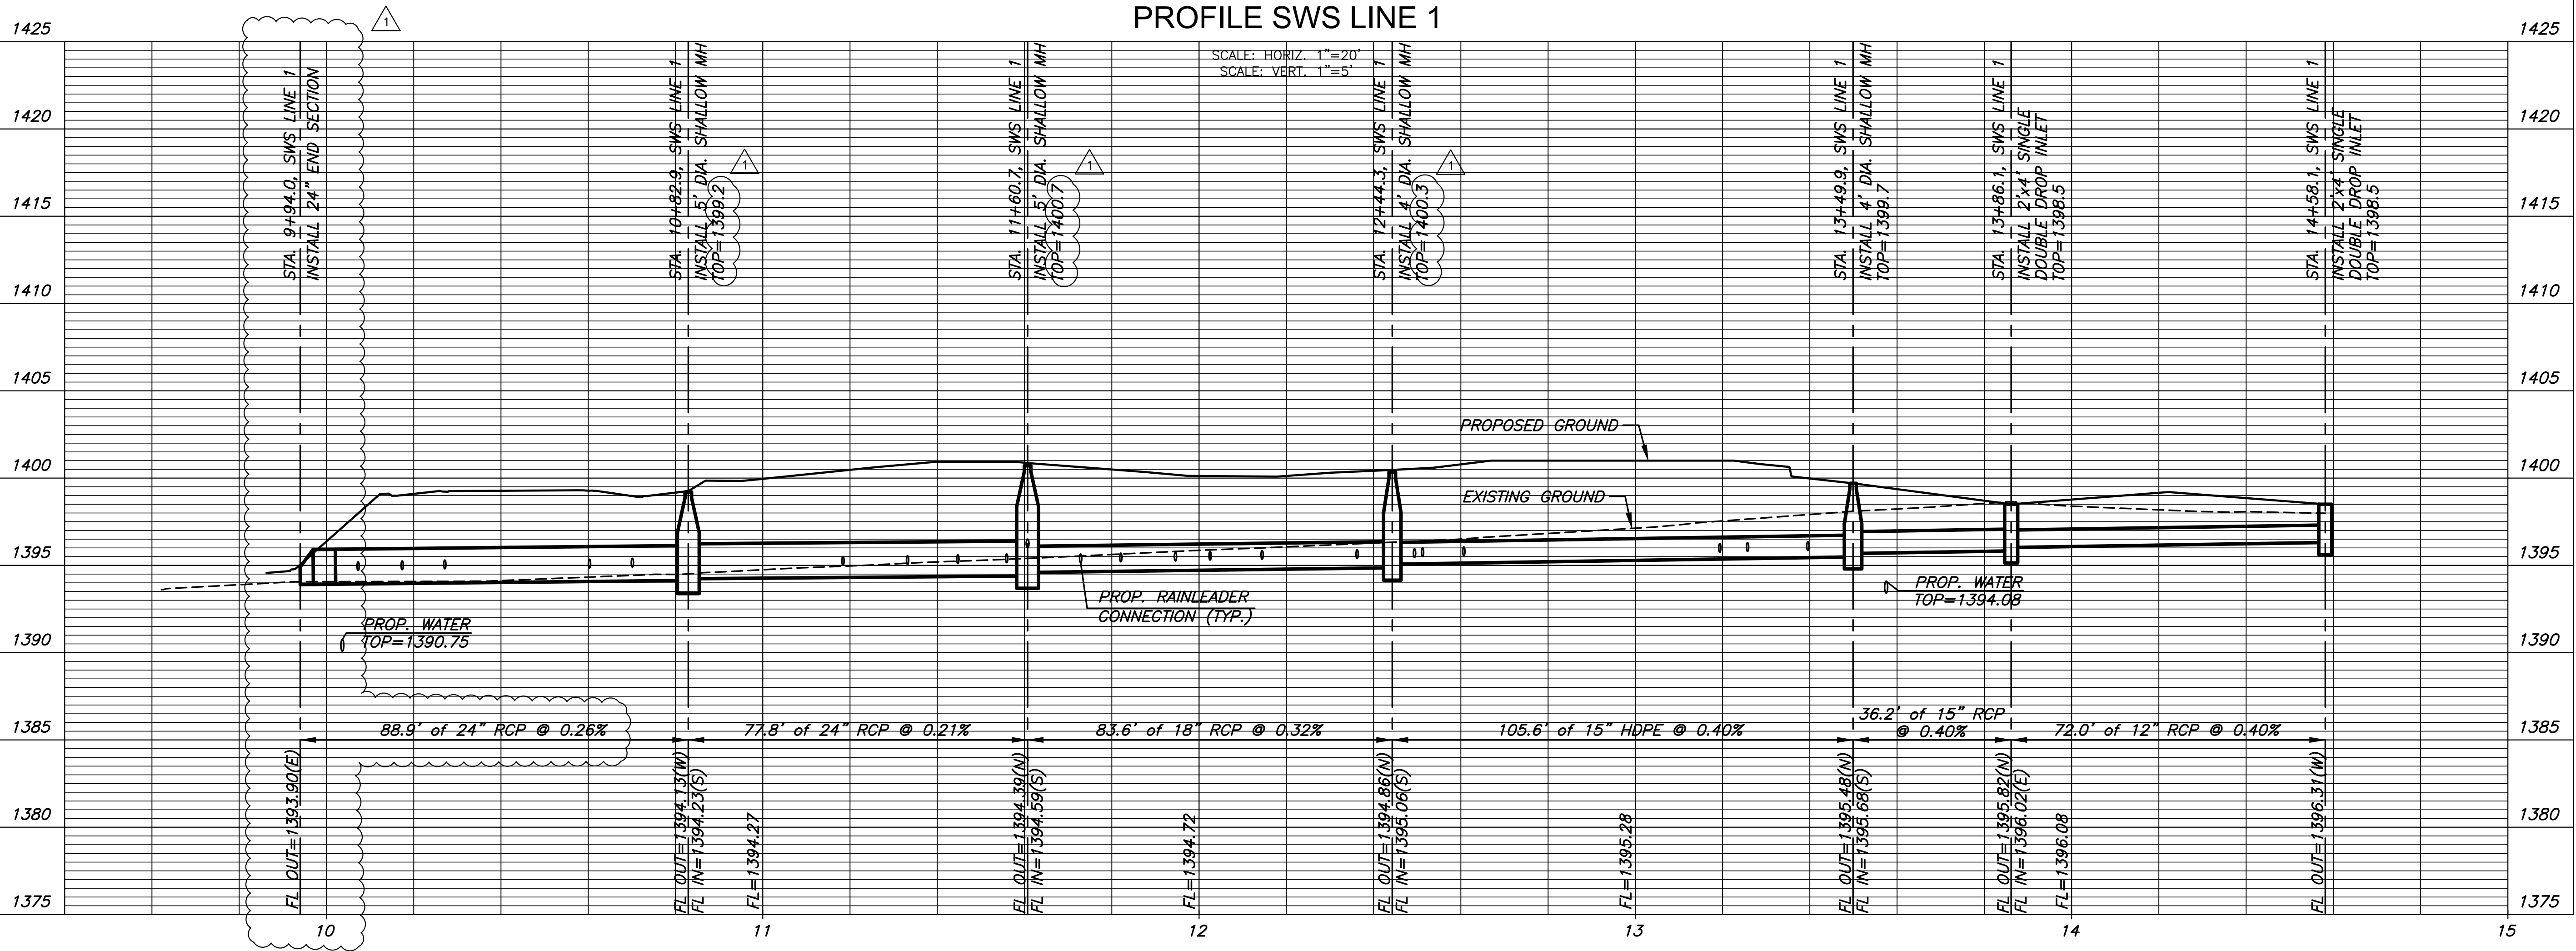 PROFILE SWS LINE 1
SCALE: HORIZ. 1"=20'
SCALE: VERT. 1"=5'
1
1425
1425
1420
1420
1415
1415
1410
1410
1405
1405
1400
1400
1395
1395
1390
1390
1385
1385
1380
1380
1375
1375
STA. 9+94.0, SWS LINE 1
INSTALL 24" END SECTION
STA. 10+82.9, SWS LINE 1
INSTALL 5' DIA. SHALLOW MH
TOP=1399.2
1
STA. 11+60.7, SWS LINE 1
INSTALL 5' DIA. SHALLOW MH
TOP=1400.7
1
STA. 12+44.3, SWS LINE 1
INSTALL 4' DIA. SHALLOW MH
TOP=1400.3
1
STA. 13+49.9, SWS LINE 1
INSTALL 4' DIA. SHALLOW MH
TOP=1399.7
STA. 13+86.1, SWS LINE 1
INSTALL 2'x4' SINGLE
DOUBLE DROP INLET
TOP=1398.5
STA. 14+58.1, SWS LINE 1
INSTALL 2'x4' SINGLE
DOUBLE DROP INLET
TOP=1398.5
PROPOSED GROUND
EXISTING GROUND
PROP. WATER
TOP=1390.75
PROP. RAINLEADER
CONNECTION (TYP.)
PROP. WATER
TOP=1394.08
88.9' of 24" RCP @ 0.26%
77.8' of 24" RCP @ 0.21%
83.6' of 18" RCP @ 0.32%
105.6' of 15" HDPE @ 0.40%
36.2' of 15" RCP
@ 0.40%
72.0' of 12" RCP @ 0.40%
FL OUT=1393.90(E)
FL OUT=1394.13(W)
FL IN=1394.23(S)
FL=1394.27
FL OUT=1394.39(N)
FL IN=1394.59(S)
FL=1394.72
FL OUT=1394.86(N)
FL IN=1395.06(S)
FL=1395.28
FL OUT=1395.48(N)
FL IN=1395.68(S)
FL OUT=1395.82(N)
FL IN=1396.02(E)
FL=1396.08
FL OUT=1396.31(W)
10
11
12
13
14
15